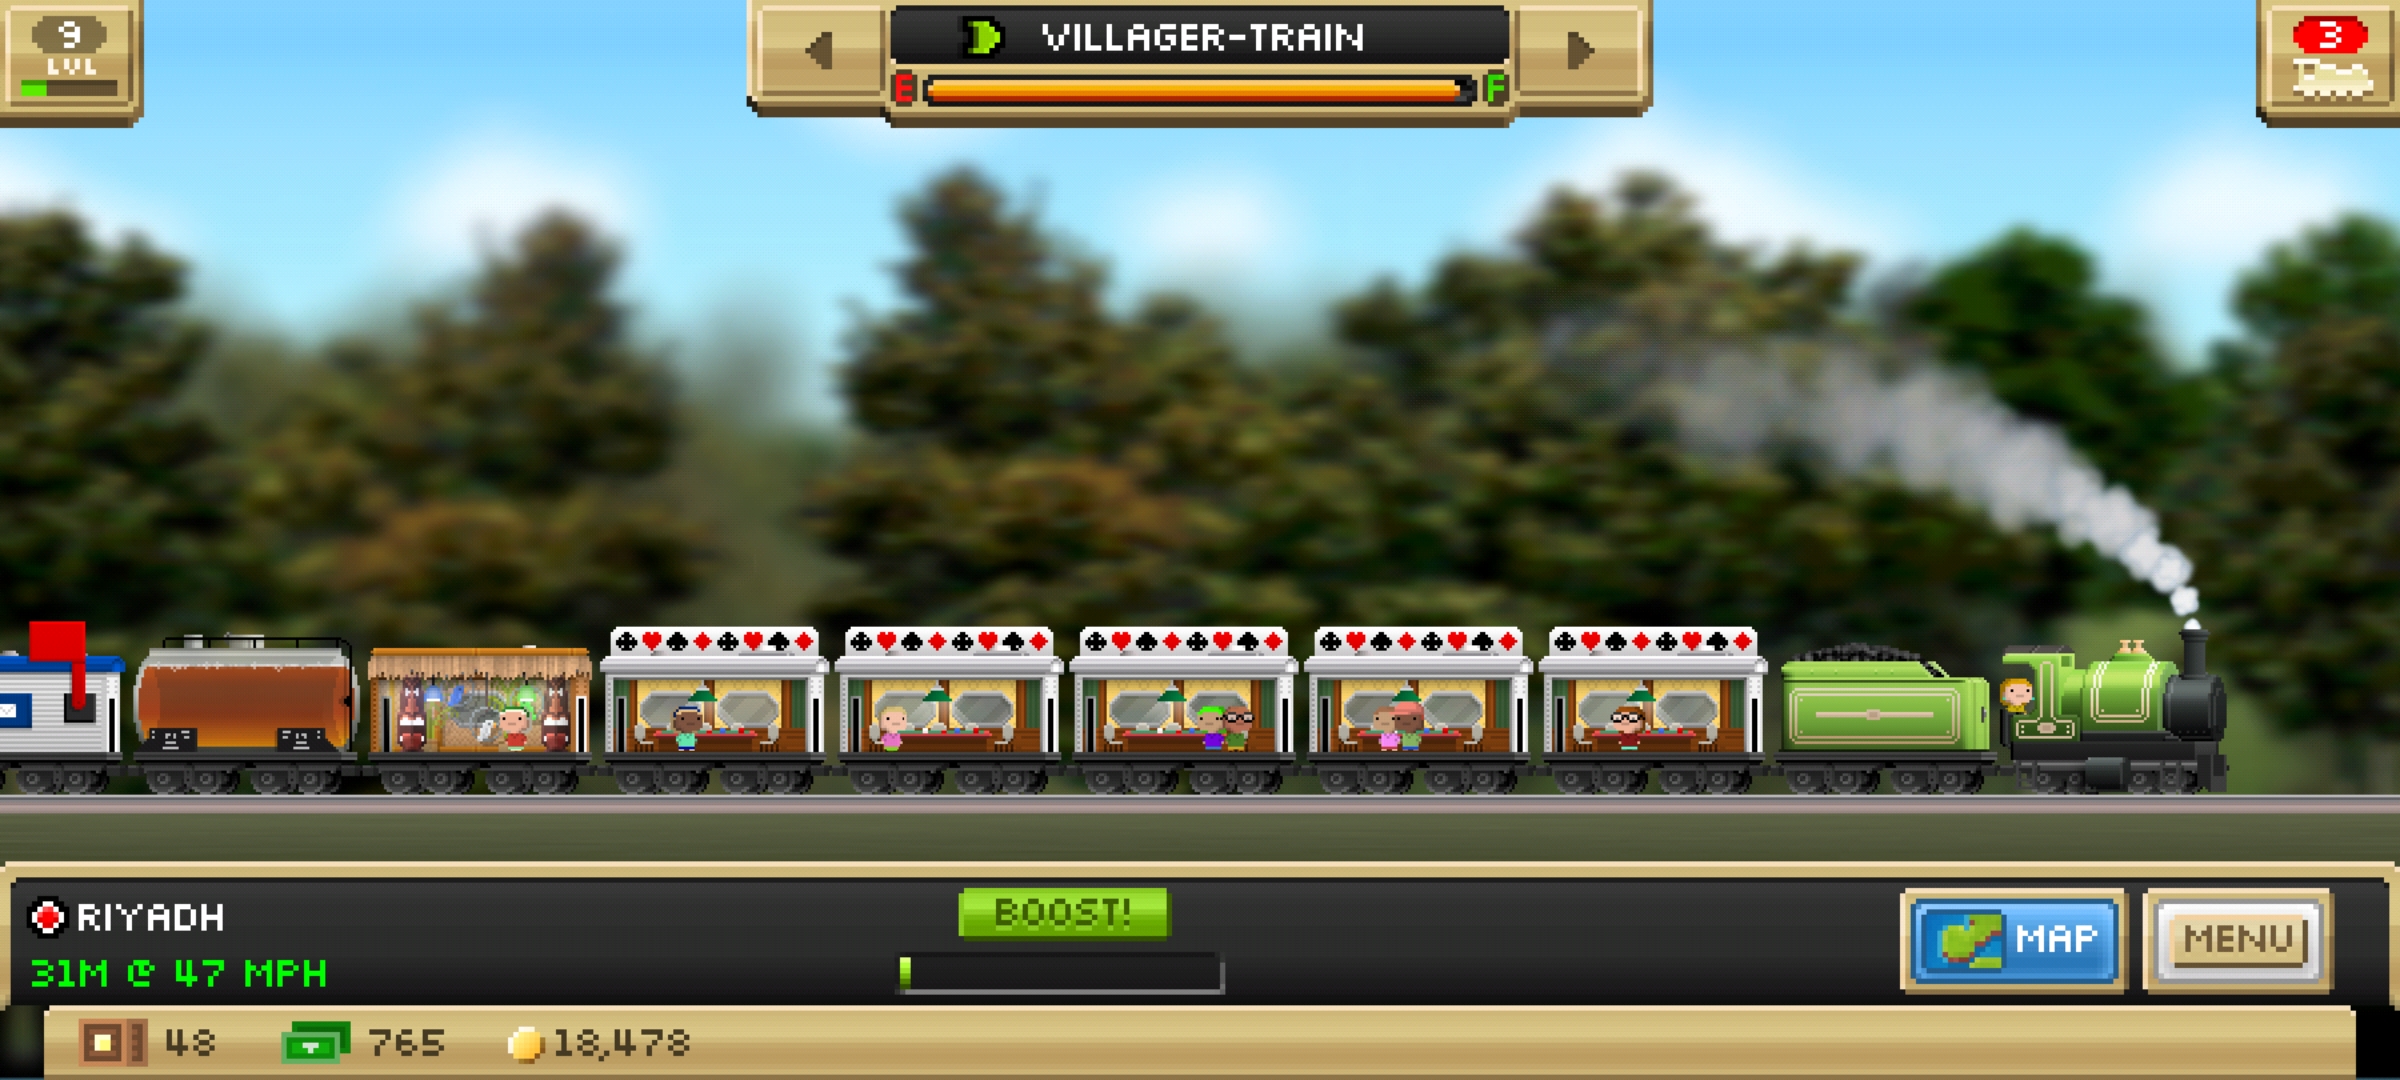 9
LVL
VILLAGER-TRAIN
E F
3
RIYADH
31M @ 47 MPH
BOOST!
MAP
MENU
48
765
18,478